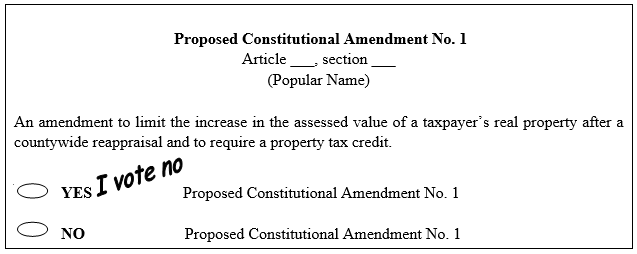 Proposed Constitutional Amendment No. 1
Article ___, section ___
(Popular Name)
An amendment to limit the increase in the assessed value of a taxpayer's real property after a
countywide reappraisal and to require a property tax credit.
YES I vote no Proposed Constitutional Amendment No. 1
NO Proposed Constitutional Amendment No. 1